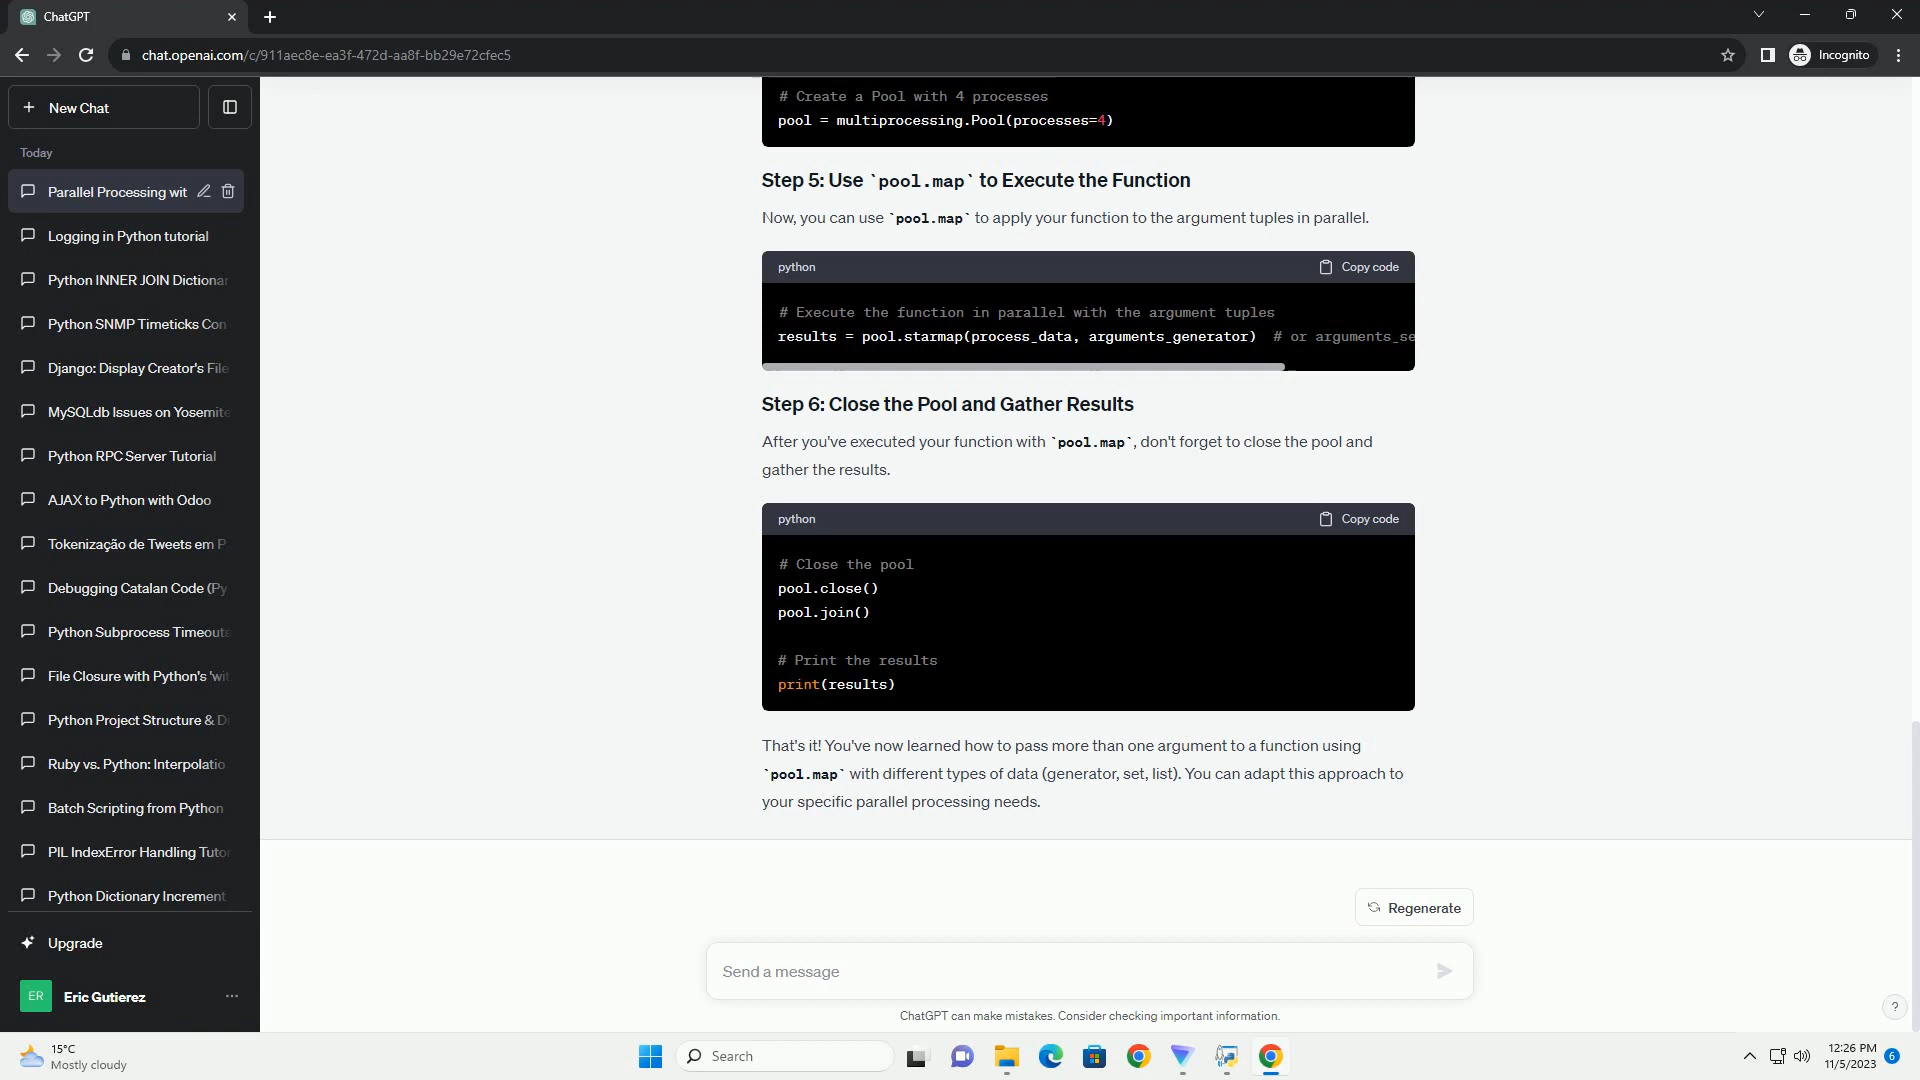 ChatGPT
chat.openai.com/c/911aec8e-ea3f-472d-aa8f-bb29e72cfec5
Incognito
New Chat
Today
Parallel Processing wit
Logging in Python tutorial
Python INNER JOIN Dictionar
Python SNMP Timeticks Con
Django: Display Creator's File
MySQLdb Issues on Yosemite
Python RPC Server Tutorial
AJAX to Python with Odoo
Tokenização de Tweets em P
Debugging Catalan Code (Py
Python Subprocess Timeouts
File Closure with Python's 'wit
Python Project Structure & D
Ruby vs. Python: Interpolatio
Batch Scripting from Python
PIL IndexError Handling Tutor
Python Dictionary Increment
Upgrade
ER Eric Gutierez
# Create a Pool with 4 processes
pool = multiprocessing.Pool(processes=4)
Step 5: Use `pool.map` to Execute the Function
Now, you can use `pool.map` to apply your function to the argument tuples in parallel.
python Copy code
# Execute the function in parallel with the argument tuples
results = pool.starmap(process_data, arguments_generator)  # or arguments_se
Step 6: Close the Pool and Gather Results
After you've executed your function with `pool.map`, don't forget to close the pool and
gather the results.
python Copy code
# Close the pool
pool.close()
pool.join()
# Print the results
print(results)
That's it! You've now learned how to pass more than one argument to a function using
`pool.map` with different types of data (generator, set, list). You can adapt this approach to
your specific parallel processing needs.
Regenerate
Send a message
ChatGPT can make mistakes. Consider checking important information.
?
15°C
Mostly cloudy
Search
12:26 PM
11/5/2023
6